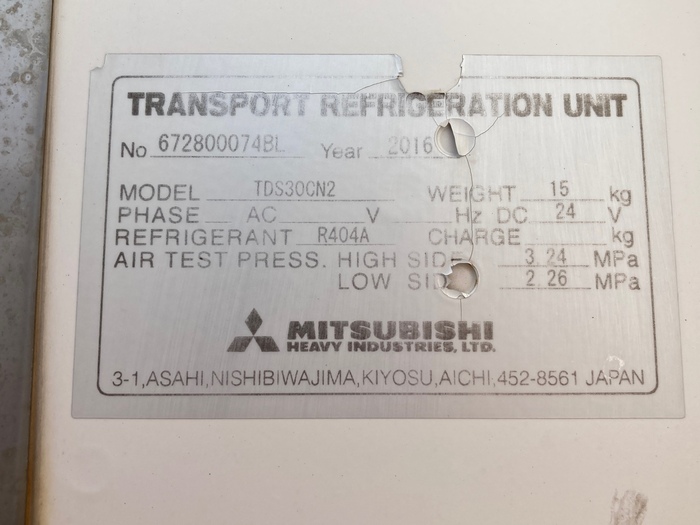 TRANSPORT REFRIGERATION UNIT
No 672800074BL Year 2016
MODEL TDS30CN2 WEIGHT 15 kg
PHASE AC V Hz DC 24 V
REFRIGERANT R404A CHARGE kg
AIR TEST PRESS. HIGH SIDE 3.24 MPa
LOW SIDE 2.26 MPa
MITSUBISHI
HEAVY INDUSTRIES, LTD.
3-1,ASAHI,NISHIBIWAJIMA,KIYOSU,AICHI,452-8561 JAPAN